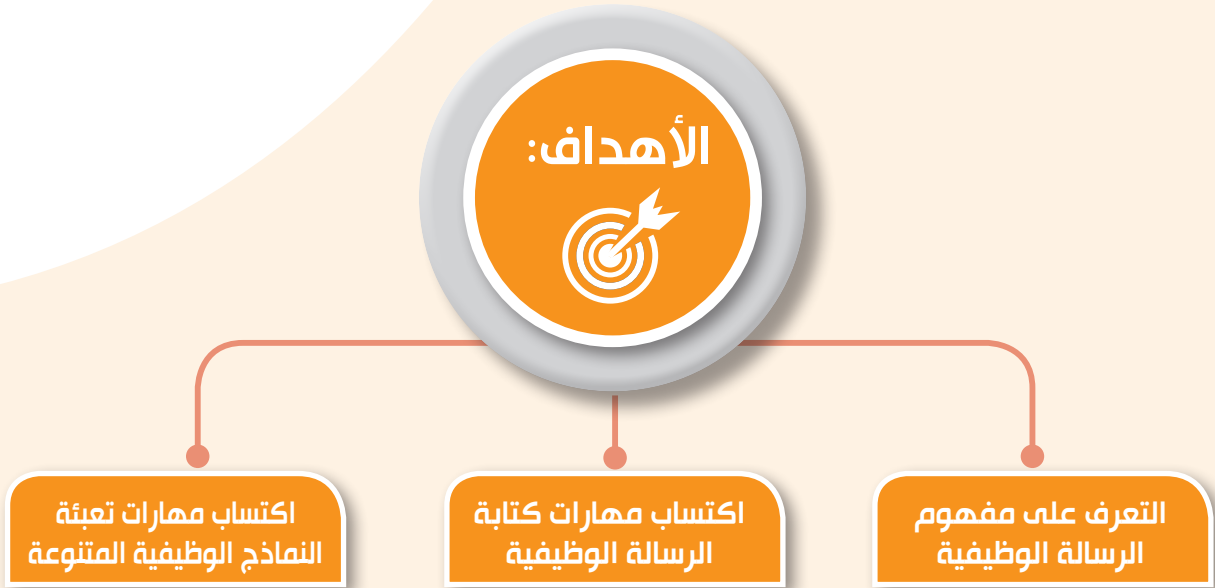 الأهداف:
التعرف على مفهوم
الرسالة الوظيفية
اكتساب مهارات كتابة
الرسالة الوظيفية
اكتساب مهارات تعبئة
النماذج الوظيفية المتنوعة